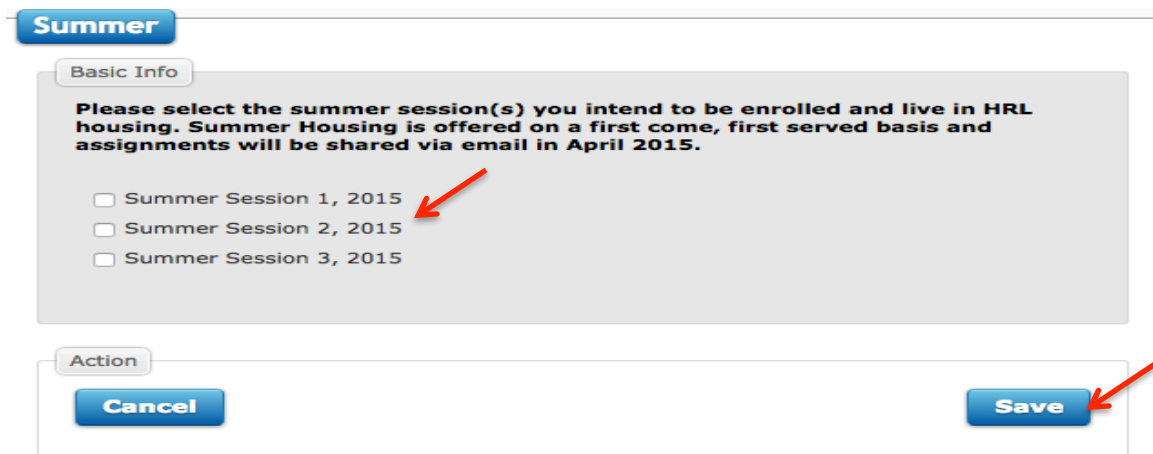 Summer
Basic Info
Please select the summer session(s) you intend to be enrolled and live in HRL
housing. Summer Housing is offered on a first come, first served basis and
assignments will be shared via email in April 2015.
Summer Session 1, 2015
Summer Session 2, 2015
Summer Session 3, 2015
Action
Cancel
Save